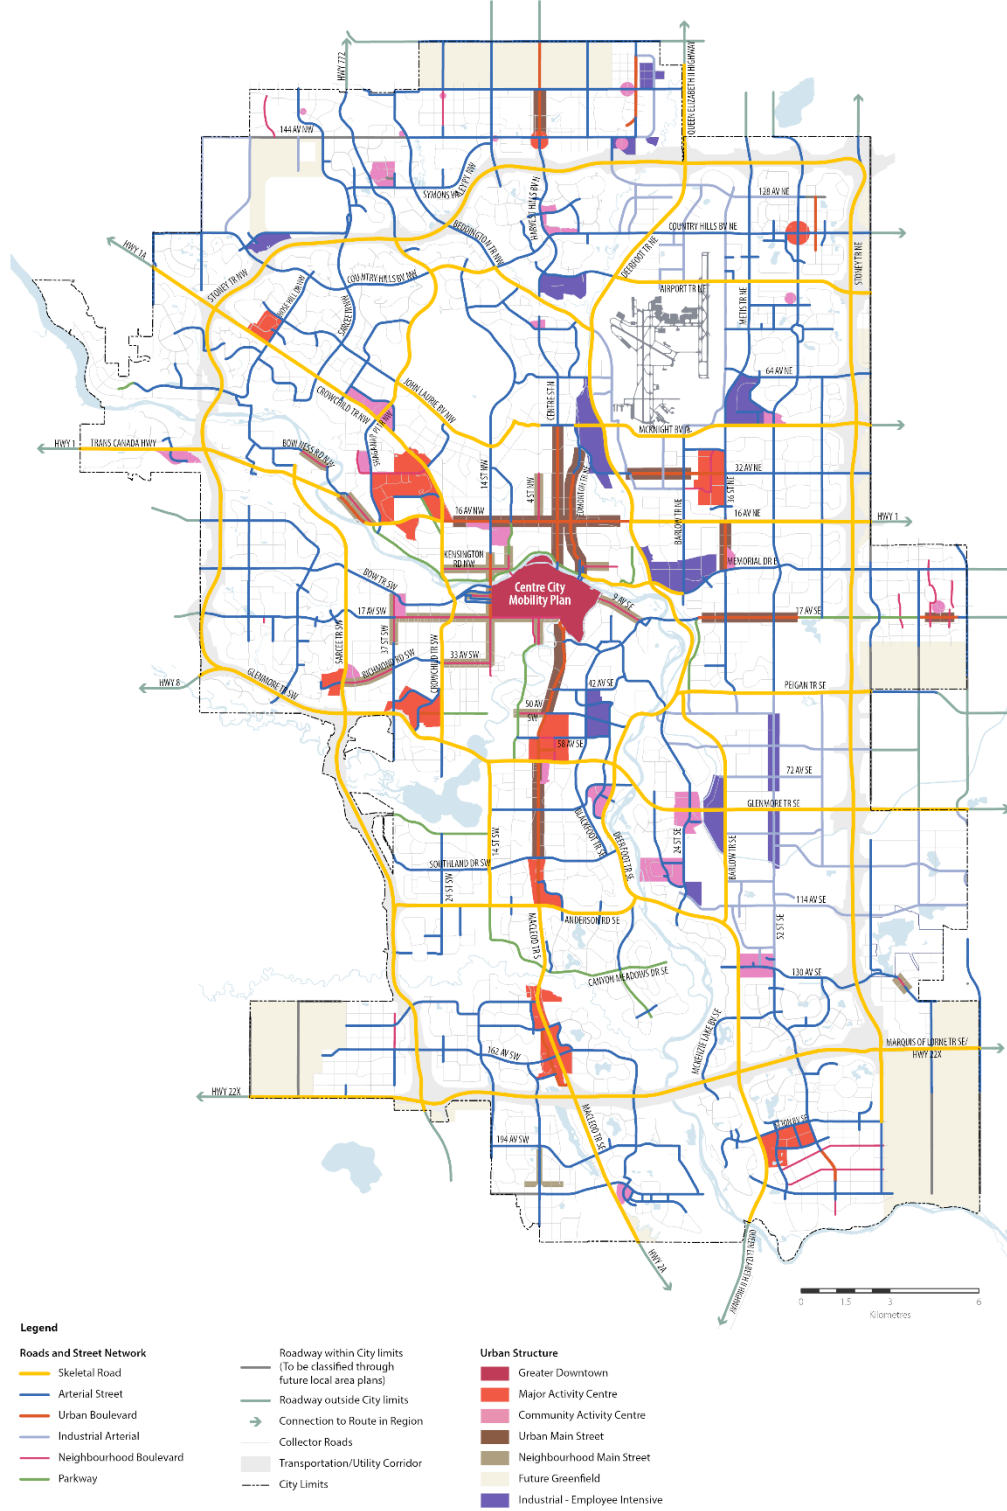 HWY 772
QUEEN ELIZABETH II HIGHWAY
144 AV NW
SYMONS VALLEY PY NW
128 AV NE
HARVEST HILLS BV N
BEDDINGTON TR NW
COUNTRY HILLS BV NE
HWY 1A
DEERFOOT TR NE
STONEY TR NE
STONEY TR NW
COUNTRY HILLS BV NW
AIRPORT TR NE
METIS TR NE
64 AV NE
JOHN LAURIE BV NW
CROWCHILD TR NW
CENTRE ST N
MCKNIGHT BV NE
HWY 1
TRANS CANADA HWY
BOWNESS RD NW
SHAGANAPPI TR NW
14 ST NW
4 ST NW
EDMONTON TR NE
32 AV NE
36 ST NE
16 AV NW
16 AV NE
HWY 1
BARLOW TR NE
KENSINGTON
RD NW
MEMORIAL DR E
BOW TR SW
Centre City
Mobility Plan
9 AV SE
17 AV SW
17 AV SE
37 ST SW
SARCEE TR SW
RICHMOND RD SW
33 AV SW
CROWCHILD TR SW
HWY 8
GLENMORE TR SW
42 AV SE
PEIGAN TR SE
50 AV
SW
58 AV SE
72 AV SE
GLENMORE TR SE
BLACKFOOT TR SE
DEERFOOT TR SE
24 ST SE
BARLOW TR SE
14 ST SW
SOUTHLAND DR SW
24 ST SW
114 AV SE
MACLEOD TR S
ANDERSON RD SE
52 ST SE
CANYON MEADOWS DR SE
130 AV SE
MCKENZIE LAKE BV SE
MARQUIS OF LORNE TR SE/
HWY 22X
162 AV SW
HWY 22X
MACLEOD TR SE
194 AV SW
HWY 2A
QUEEN ELIZABETH II HIGHWAY
0 1.5 3 6
Kilometres
Legend
Roads and Street Network
Skeletal Road
Arterial Street
Urban Boulevard
Industrial Arterial
Neighbourhood Boulevard
Parkway
Roadway within City limits
(To be classified through
future local area plans)
Roadway outside City limits
Connection to Route in Region
Collector Roads
Transportation/Utility Corridor
City Limits
Urban Structure
Greater Downtown
Major Activity Centre
Community Activity Centre
Urban Main Street
Neighbourhood Main Street
Future Greenfield
Industrial - Employee Intensive